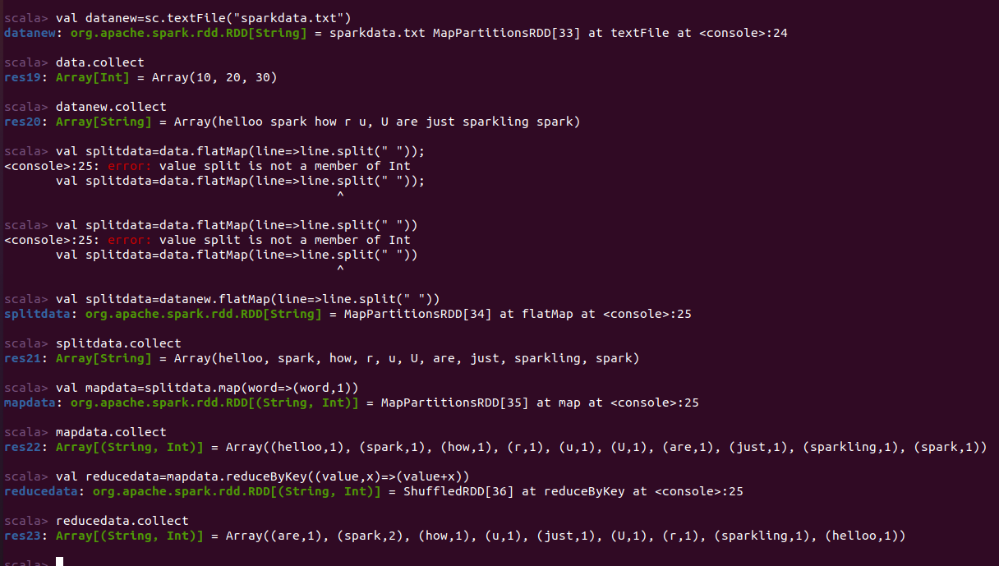 scala> val datanew=sc.textFile("sparkdata.txt")
datanew: org.apache.spark.rdd.RDD[String] = sparkdata.txt MapPartitionsRDD[33] at textFile at <console>:24
scala> data.collect
res19: Array[Int] = Array(10, 20, 30)
scala> datanew.collect
res20: Array[String] = Array(helloo spark how r u, U are just sparkling spark)
scala> val splitdata=data.flatMap(line=>line.split(" "));
<console>:25: error: value split is not a member of Int
       val splitdata=data.flatMap(line=>line.split(" "));
                                             ^
scala> val splitdata=data.flatMap(line=>line.split(" "))
<console>:25: error: value split is not a member of Int
       val splitdata=data.flatMap(line=>line.split(" "))
                                             ^
scala> val splitdata=datanew.flatMap(line=>line.split(" "))
splitdata: org.apache.spark.rdd.RDD[String] = MapPartitionsRDD[34] at flatMap at <console>:25
scala> splitdata.collect
res21: Array[String] = Array(helloo, spark, how, r, u, U, are, just, sparkling, spark)
scala> val mapdata=splitdata.map(word=>(word,1))
mapdata: org.apache.spark.rdd.RDD[(String, Int)] = MapPartitionsRDD[35] at map at <console>:25
scala> mapdata.collect
res22: Array[(String, Int)] = Array((helloo,1), (spark,1), (how,1), (r,1), (u,1), (U,1), (are,1), (just,1), (sparkling,1), (spark,1))
scala> val reducedata=mapdata.reduceByKey((value,x)=>(value+x))
reducedata: org.apache.spark.rdd.RDD[(String, Int)] = ShuffledRDD[36] at reduceByKey at <console>:25
scala> reducedata.collect
res23: Array[(String, Int)] = Array((are,1), (spark,2), (how,1), (u,1), (just,1), (U,1), (r,1), (sparkling,1), (helloo,1))
scala>